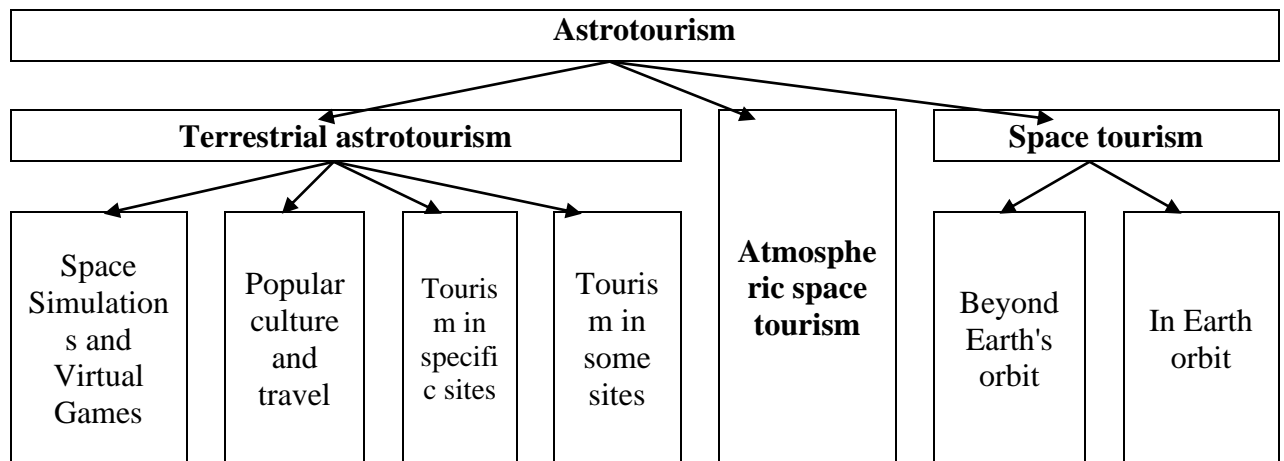 Astrotourism
Terrestrial astrotourism
Space tourism
Space
Simulation
s and
Virtual
Games
Popular
culture
and
travel
Touris
m in
specifi
c sites
Touris
m in
some
sites
Atmosphe
ric space
tourism
Beyond
Earth's
orbit
In Earth
orbit